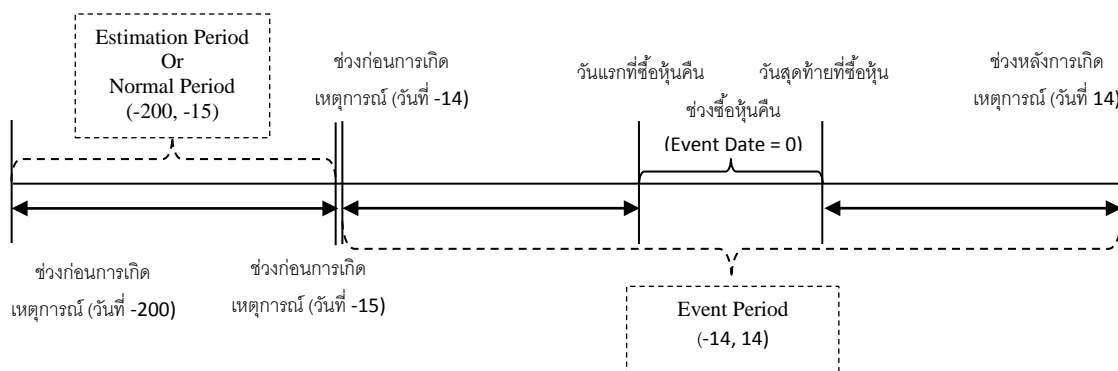 Estimation Period
Or
Normal Period
(-200, -15)
ช่วงก่อนการเกิด
เหตุการณ์ (วันที่ -14)
วันแรกที่ซื้อหุ้นคืน
วันสุดท้ายที่ซื้อหุ้น
ช่วงซื้อหุ้นคืน
(Event Date = 0)
ช่วงหลังการเกิด
เหตุการณ์ (วันที่ 14)
ช่วงก่อนการเกิด
เหตุการณ์ (วันที่ -200)
ช่วงก่อนการเกิด
เหตุการณ์ (วันที่ -15)
Event Period
(-14, 14)